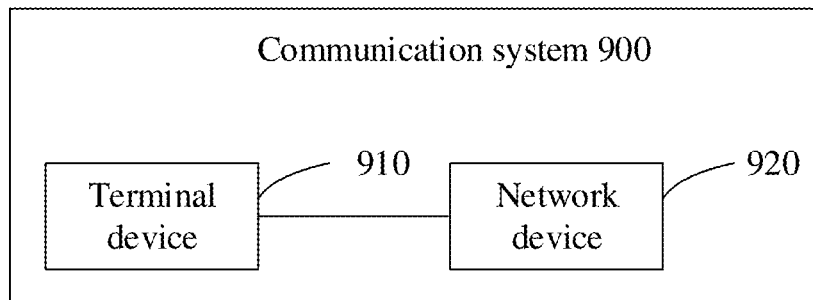 Communication system 900
910
920
Terminal
device
Network
device